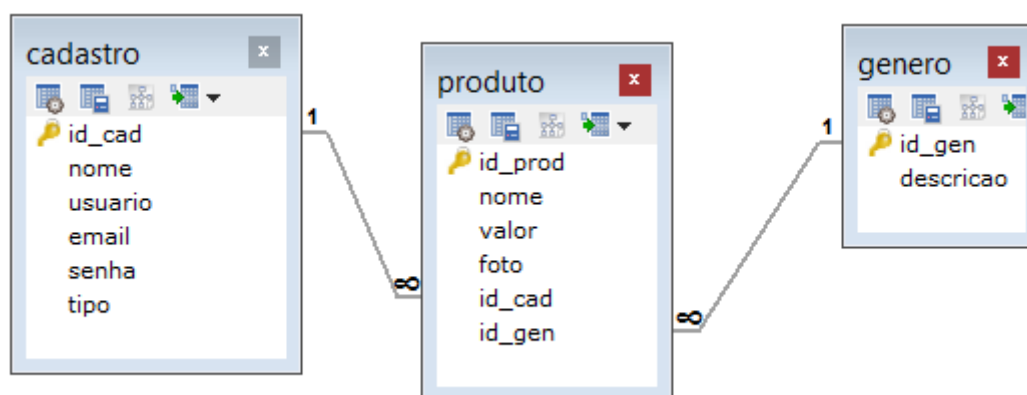 cadastro
id_cad
nome
usuario
email
senha
tipo
1
∞
produto
id_prod
nome
valor
foto
id_cad
id_gen
∞
1
genero
id_gen
descricao